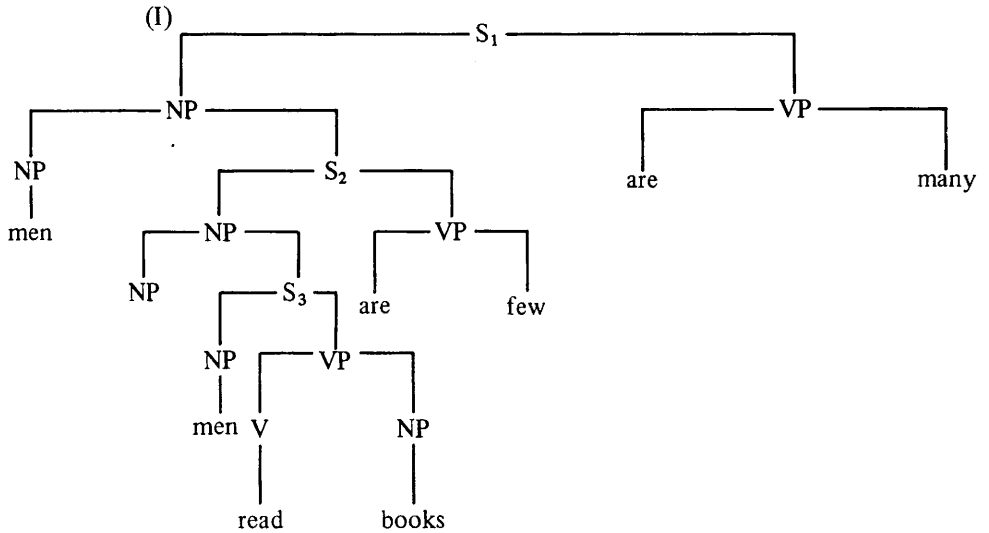 (I)
S₁
NP VP
NP S₂ are many
men NP VP
NP S₃ are few
NP VP
men V NP
read books